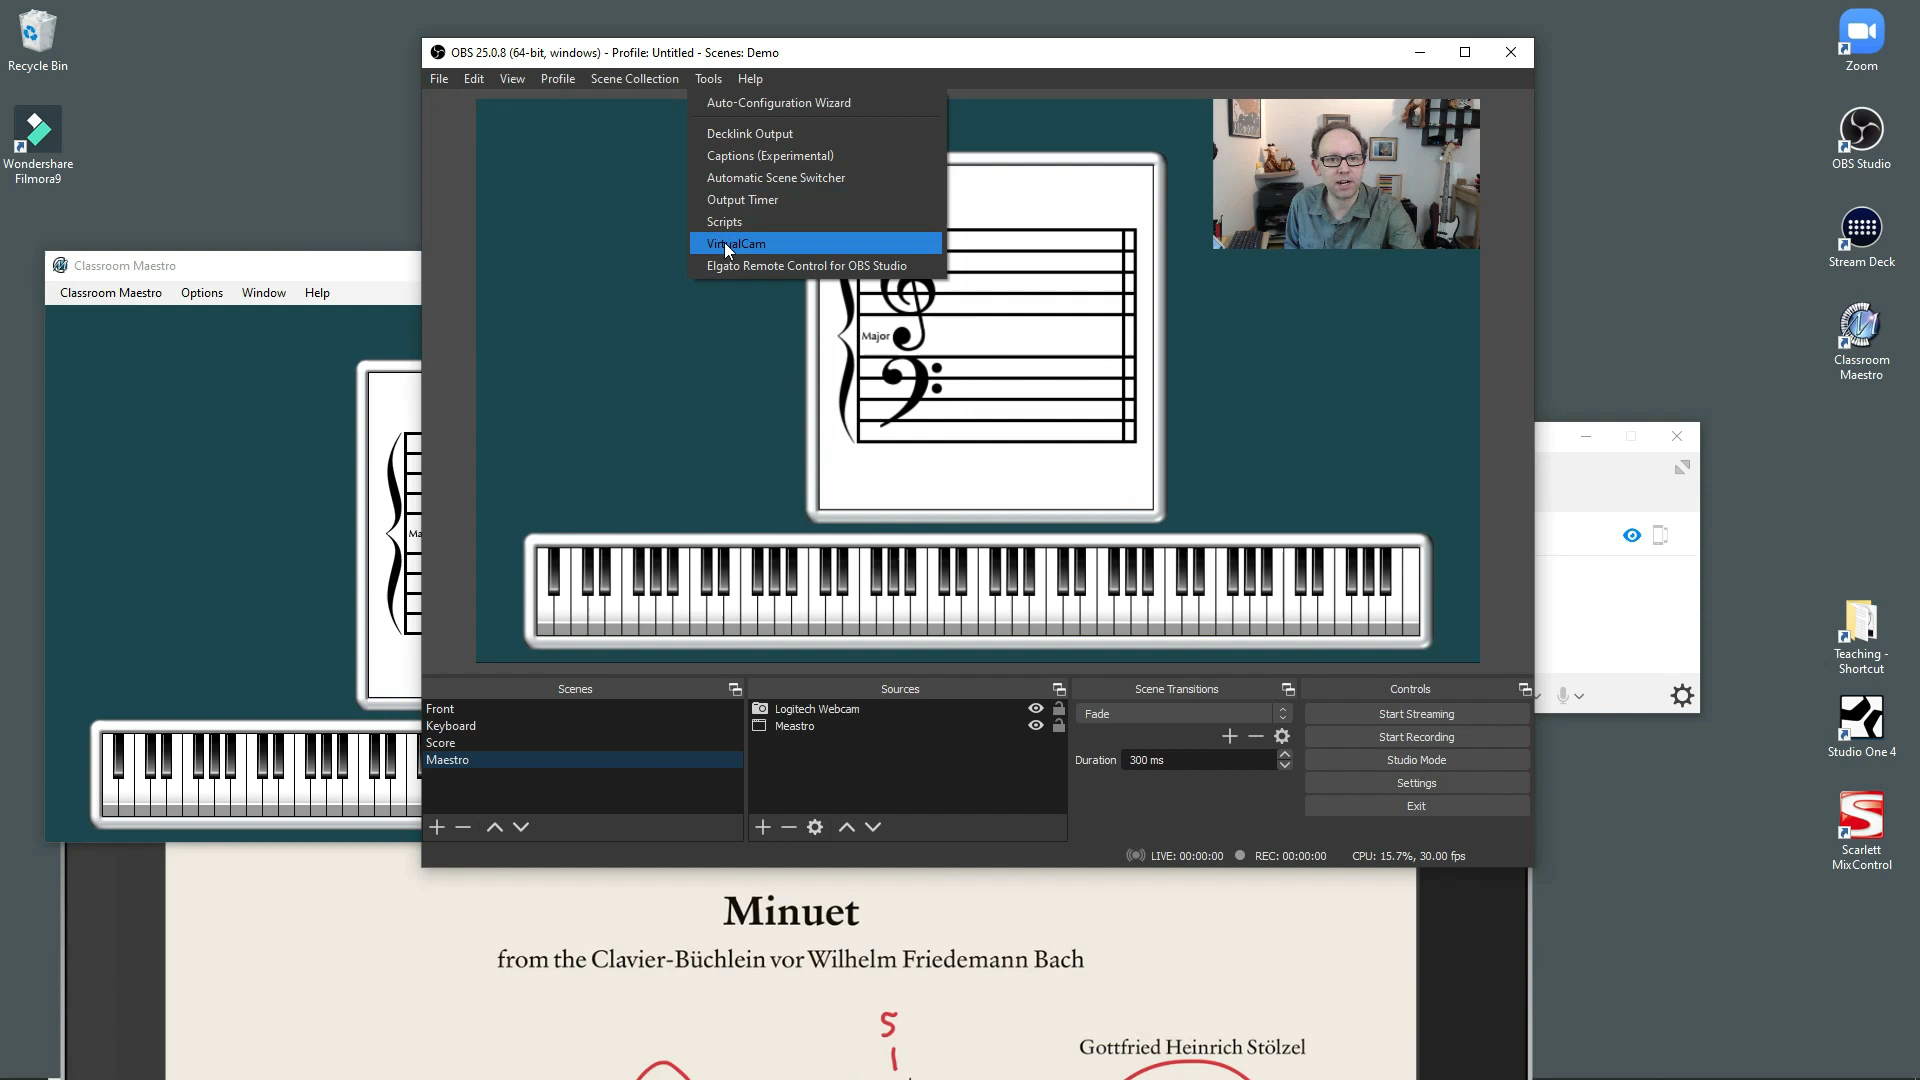 Recycle Bin
Wondershare
Filmora9
OBS 25.0.8 (64-bit, windows) - Profile: Untitled - Scenes: Demo
File Edit View Profile Scene Collection Tools Help
Auto-Configuration Wizard
Decklink Output
Captions (Experimental)
Automatic Scene Switcher
Output Timer
Scripts
VirtualCam
Elgato Remote Control for OBS Studio
Major
Classroom Maestro
Classroom Maestro Options Window Help
Ma
Scenes
Front
Keyboard
Score
Maestro
Sources
Logitech Webcam
Meastro
Scene Transitions
Fade
Duration 300 ms
Controls
Start Streaming
Start Recording
Studio Mode
Settings
Exit
LIVE: 00:00:00 REC: 00:00:00 CPU: 15.7%, 30.00 fps
Minuet
from the Clavier-Büchlein vor Wilhelm Friedemann Bach
5
1
Gottfried Heinrich Stölzel
Zoom
OBS Studio
Stream Deck
Classroom
Maestro
Teaching -
Shortcut
Studio One 4
Scarlett
MixControl